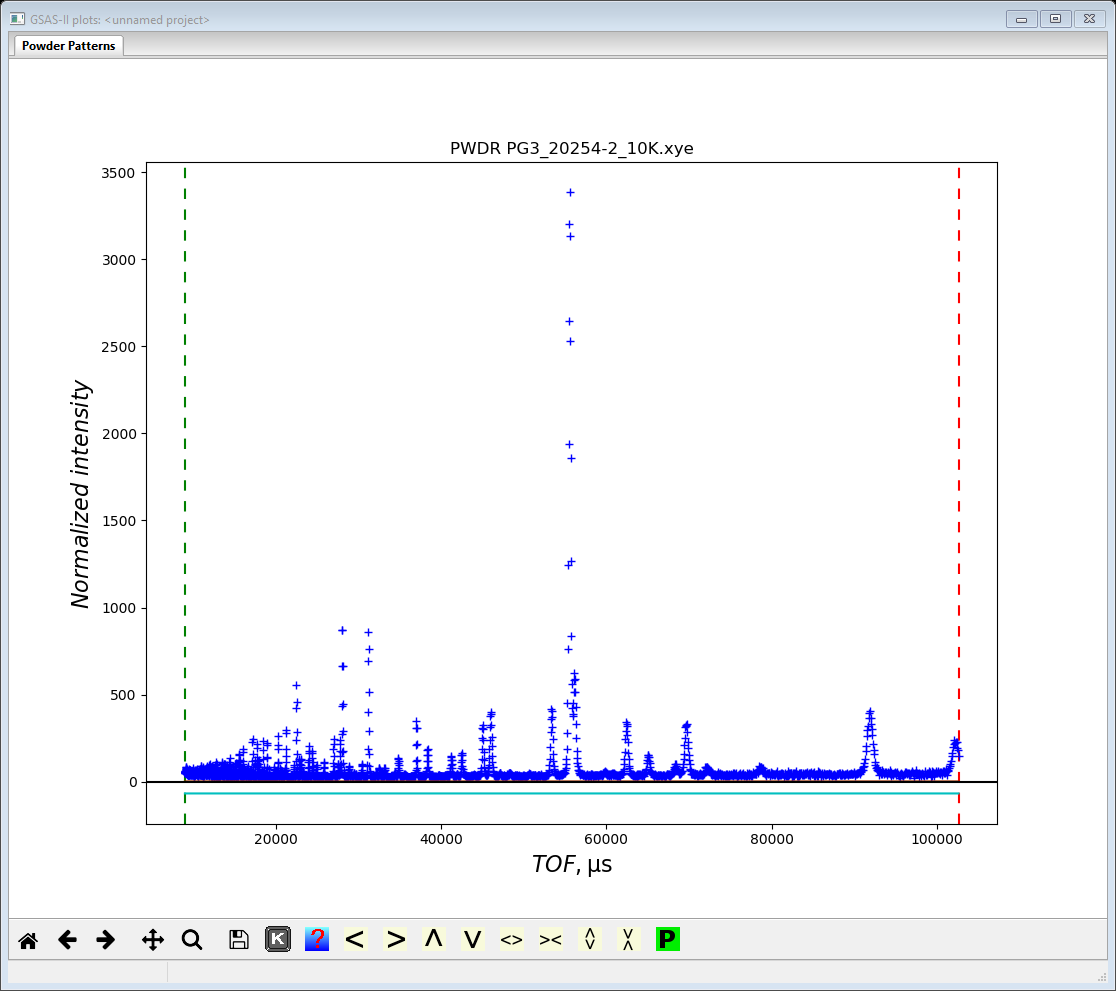 GSAS-II plots: <unnamed project>
Powder Patterns
PWDR PG3_20254-2_10K.xye
3500
3000
2500
2000
1500
1000
500
0
Normalized intensity
20000 40000 60000 80000 100000
TOF, μs
K ? < > Λ V <> >< P